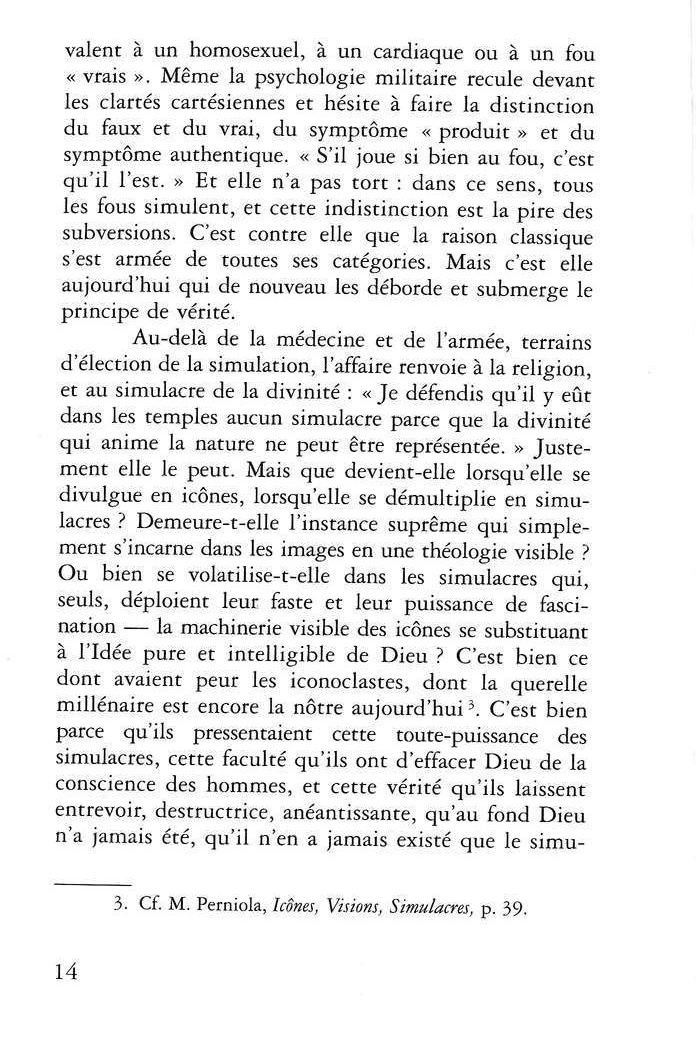 valent à un homosexuel, à un cardiaque ou à un fou
« vrais ». Même la psychologie militaire recule devant
les clartés cartésiennes et hésite à faire la distinction
du faux et du vrai, du symptôme « produit » et du
symptôme authentique. « S'il joue si bien au fou, c'est
qu'il l'est. » Et elle n'a pas tort : dans ce sens, tous
les fous simulent, et cette indistinction est la pire des
subversions. C'est contre elle que la raison classique
s'est armée de toutes ses catégories. Mais c'est elle
aujourd'hui qui de nouveau les déborde et submerge le
principe de vérité.
Au-delà de la médecine et de l'armée, terrains
d'élection de la simulation, l'affaire renvoie à la religion,
et au simulacre de la divinité : « Je défendis qu'il y eût
dans les temples aucun simulacre parce que la divinité
qui anime la nature ne peut être représentée. » Juste-
ment elle le peut. Mais que devient-elle lorsqu'elle se
divulgue en icônes, lorsqu'elle se démultiplie en simu-
lacres ? Demeure-t-elle l'instance suprême qui simple-
ment s'incarne dans les images en une théologie visible ?
Ou bien se volatilise-t-elle dans les simulacres qui,
seuls, déploient leur faste et leur puissance de fasci-
nation — la machinerie visible des icônes se substituant
à l'Idée pure et intelligible de Dieu ? C'est bien ce
dont avaient peur les iconoclastes, dont la querelle
millénaire est encore la nôtre aujourd'hui ³. C'est bien
parce qu'ils pressentaient cette toute-puissance des
simulacres, cette faculté qu'ils ont d'effacer Dieu de la
conscience des hommes, et cette vérité qu'ils laissent
entrevoir, destructrice, anéantissante, qu'au fond Dieu
n'a jamais été, qu'il n'en a jamais existé que le simu-
3. Cf. M. Perniola, Icônes, Visions, Simulacres, p. 39.
14